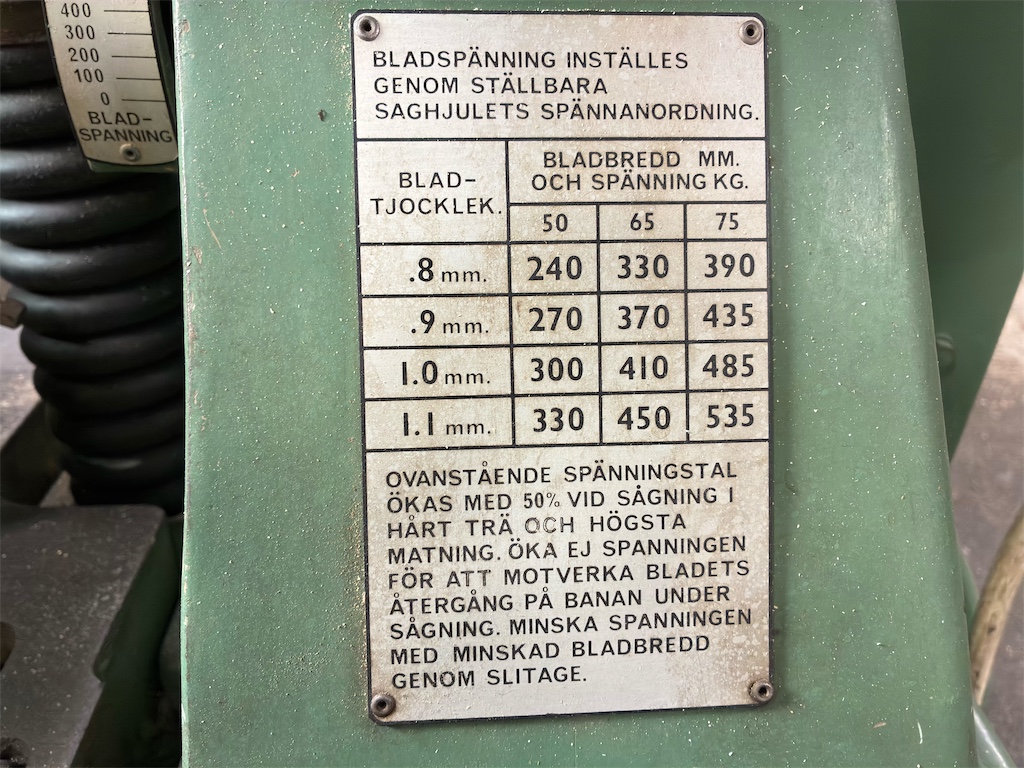 400
300
200
100
0
BLAD-
SPANNING
BLADSPÄNNING INSTÄLLES
GENOM STÄLLBARA
SAGHJULETS SPÄNNANORDNING.
BLAD-
TJOCKLEK.
BLADBREDD MM.
OCH SPÄNNING KG.
50 65 75
.8 mm. 240 330 390
.9 mm. 270 370 435
1.0 mm. 300 410 485
1.1 mm. 330 450 535
OVANSTÅENDE SPÄNNINGSTAL
ÖKAS MED 50% VID SÅGNING I
HÅRT TRÄ OCH HÖGSTA
MATNING. ÖKA EJ SPANNINGEN
FÖR ATT MOTVERKA BLADETS
ÅTERGÅNG PÅ BANAN UNDER
SÅGNING. MINSKA SPANNINGEN
MED MINSKAD BLADBREDD
GENOM SLITAGE.